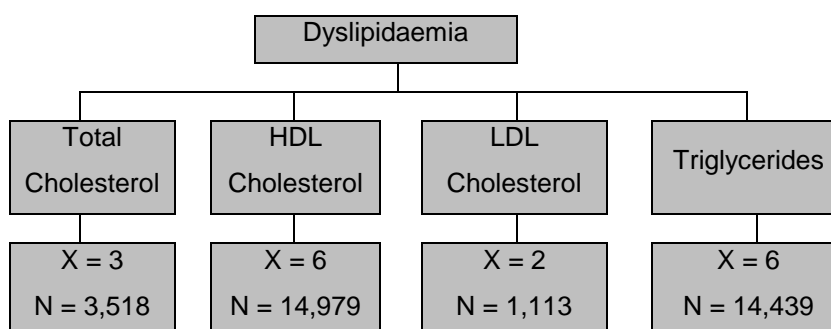 Dyslipidaemia
Total
Cholesterol
HDL
Cholesterol
LDL
Cholesterol
Triglycerides
X = 3
N = 3,518
X = 6
N = 14,979
X = 2
N = 1,113
X = 6
N = 14,439